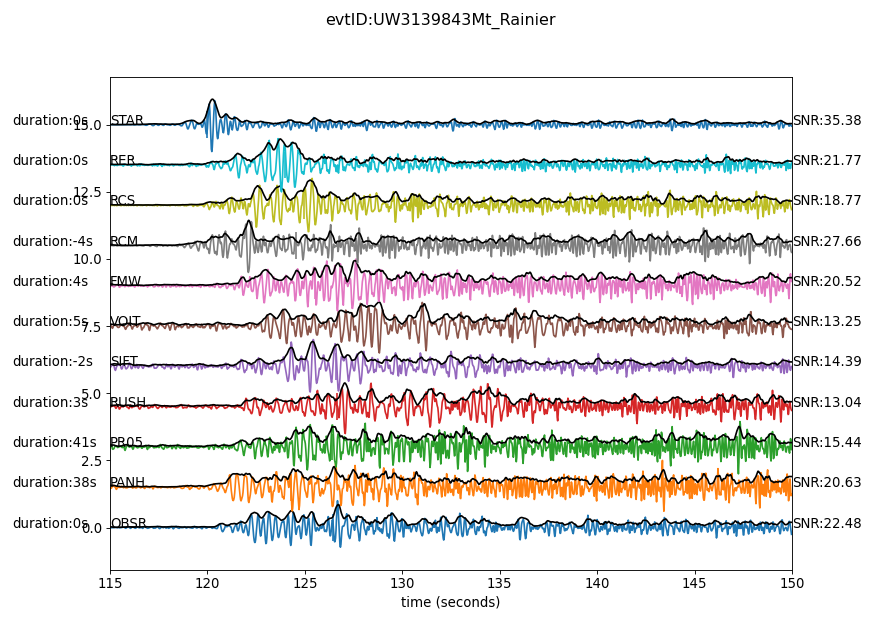 evtID:UW3139843Mt_Rainier
duration:0s STAR SNR:35.38
15.0
duration:0s RER SNR:21.77
12.5
duration:0s RCS SNR:18.77
duration:-4s RCM SNR:27.66
10.0
duration:4s EMW SNR:20.52
duration:5s VOIT SNR:13.25
7.5
duration:-2s SIFT SNR:14.39
5.0
duration:3s RUSH SNR:13.04
duration:41s PR05 SNR:15.44
2.5
duration:38s PANH SNR:20.63
duration:0s OBSR SNR:22.48
0.0
115 120 125 130 135 140 145 150
time (seconds)